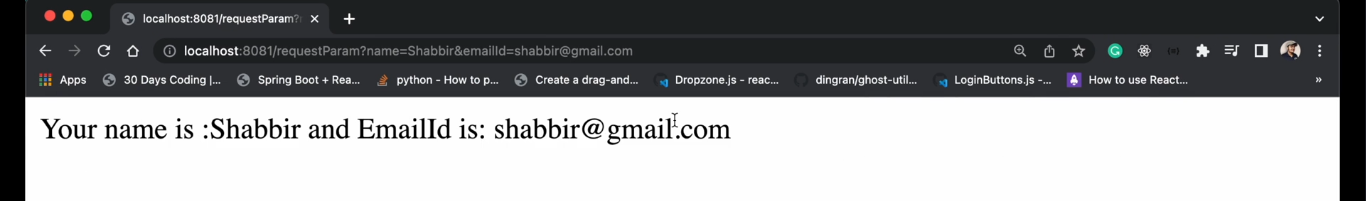 localhost:8081/requestParam?
localhost:8081/requestParam?name=Shabbir&emailId=shabbir@gmail.com
Apps 30 Days Coding |... Spring Boot + Rea... python - How to p... Create a drag-and... Dropzone.js - reac... dingran/ghost-util... LoginButtons.js -... How to use React...
Your name is :Shabbir and EmailId is: shabbir@gmail.com